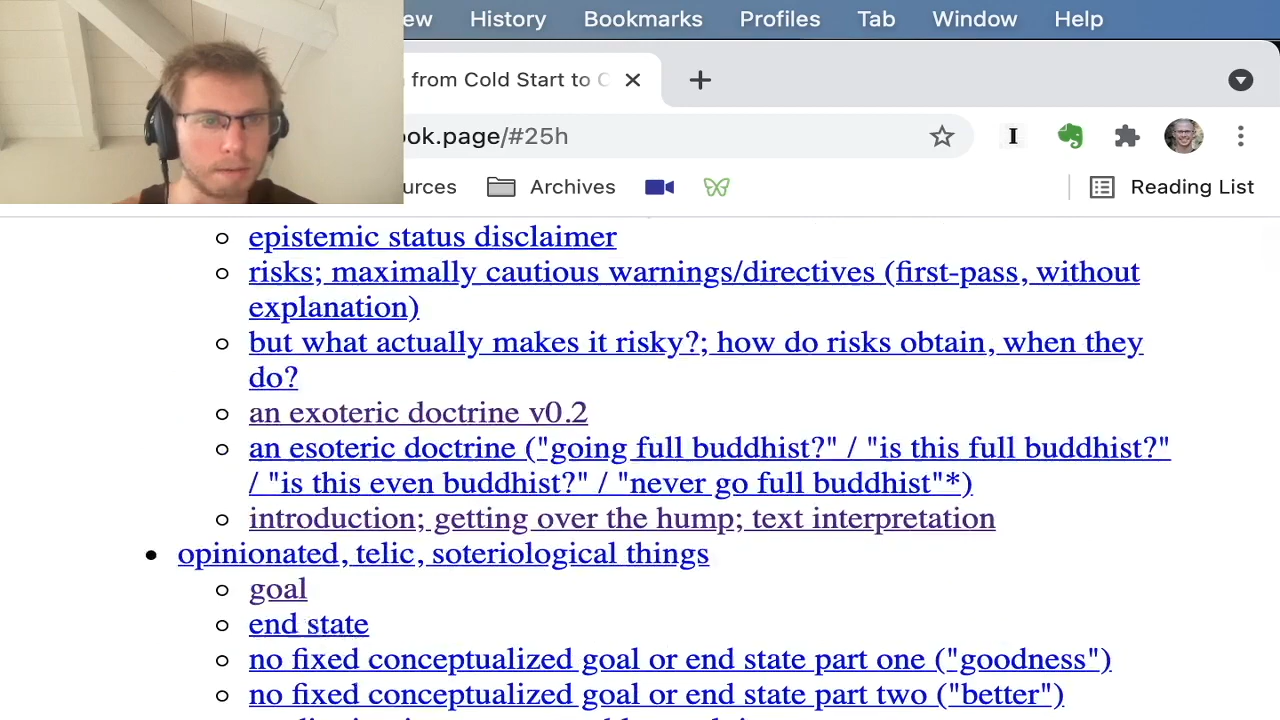 ew History Bookmarks Profiles Tab Window Help
from Cold Start to C
ook.page/#25h
urces Archives Reading List
epistemic status disclaimer
risks; maximally cautious warnings/directives (first-pass, without
explanation)
but what actually makes it risky?; how do risks obtain, when they
do?
an exoteric doctrine v0.2
an esoteric doctrine ("going full buddhist?" / "is this full buddhist?"
/ "is this even buddhist?" / "never go full buddhist"*)
introduction; getting over the hump; text interpretation
opinionated, telic, soteriological things
goal
end state
no fixed conceptualized goal or end state part one ("goodness")
no fixed conceptualized goal or end state part two ("better")